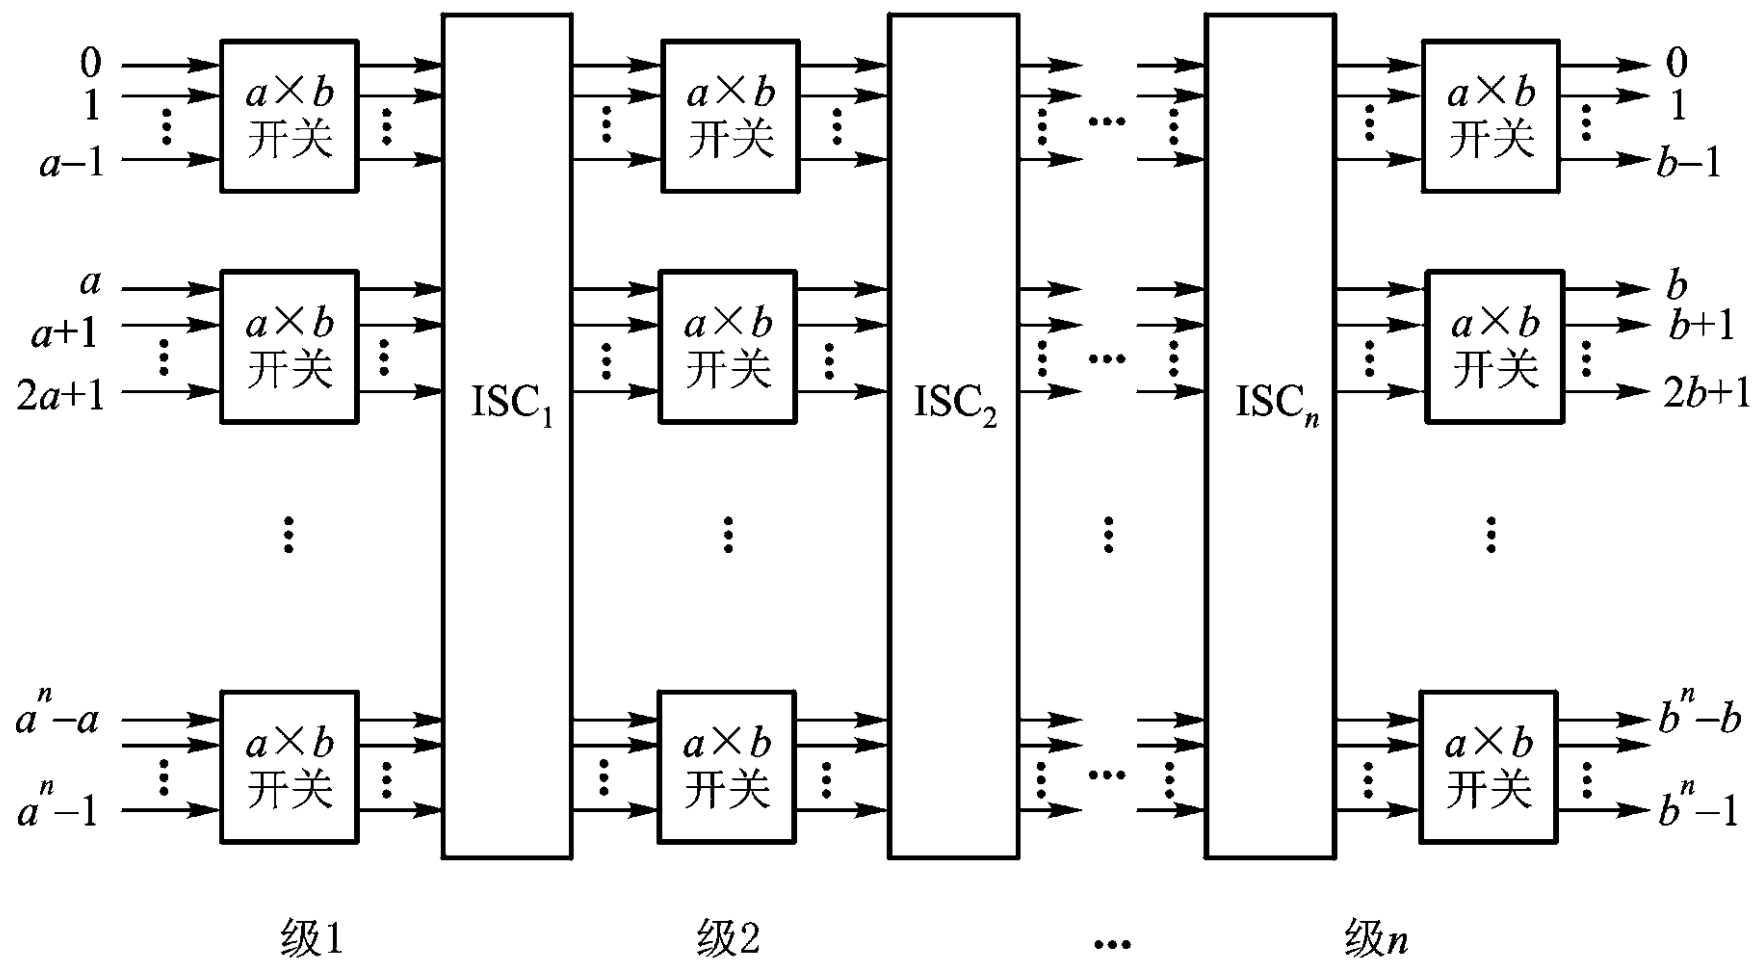 0
1
a–1
a×b
开关
a×b
开关
a×b
开关
0
1
b–1
a
a+1
2a+1
a×b
开关
ISC₁
a×b
开关
ISC₂
ISCₙ
a×b
开关
b
b+1
2b+1
aⁿ–a
aⁿ–1
a×b
开关
a×b
开关
a×b
开关
bⁿ–b
bⁿ–1
级1 级2 … 级n